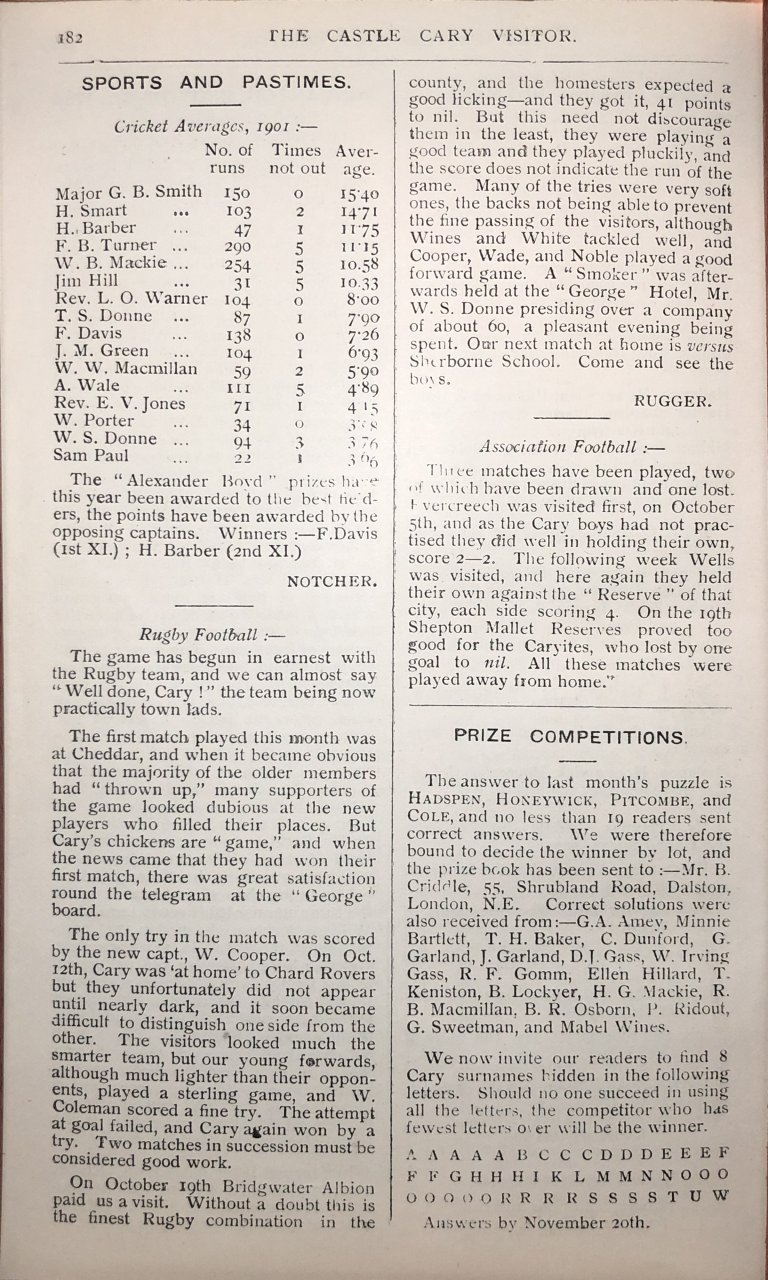 182 THE CASTLE CARY VISITOR.
SPORTS AND PASTIMES.
Cricket Averages, 1901 :—
No. of Times Aver-
runs not out age.
Major G. B. Smith 150 0 15·40
H. Smart ... 103 2 14·71
H. Barber ... 47 1 11·75
F. B. Turner ... 290 5 11·15
W. B. Mackie ... 254 5 10.58
Jim Hill ... 31 5 10·33
Rev. L. O. Warner 104 0 8·00
T. S. Donne ... 87 1 7·90
F. Davis ... 138 0 7·26
J. M. Green ... 104 1 6·93
W. W. Macmillan 59 2 5·90
A. Wale ... 111 5 4·89
Rev. E. V. Jones 71 1 4 15
W. Porter ... 34 0
W. S. Donne ... 94 3 3 76
Sam Paul ... 22 1 3 66
The “Alexander Boyd” prizes have
this year been awarded to the best field-
ers, the points have been awarded by the
opposing captains. Winners :—F.Davis
(1st XI.) ; H. Barber (2nd XI.)
NOTCHER.
Rugby Football :—
The game has begun in earnest with
the Rugby team, and we can almost say
“Well done, Cary !” the team being now
practically town lads.
The first match played this month was
at Cheddar, and when it became obvious
that the majority of the older members
had “thrown up,” many supporters of
the game looked dubious at the new
players who filled their places. But
Cary’s chickens are “game,” and when
the news came that they had won their
first match, there was great satisfaction
round the telegram at the “George”
board.
The only try in the match was scored
by the new capt., W. Cooper. On Oct.
12th, Cary was ‘at home’ to Chard Rovers
but they unfortunately did not appear
until nearly dark, and it soon became
difficult to distinguish one side from the
other. The visitors looked much the
smarter team, but our young forwards,
although much lighter than their oppon-
ents, played a sterling game, and W.
Coleman scored a fine try. The attempt
at goal failed, and Cary again won by a
try. Two matches in succession must be
considered good work.
On October 19th Bridgwater Albion
paid us a visit. Without a doubt this is
the finest Rugby combination in the
county, and the homesters expected a
good licking—and they got it, 41 points
to nil. But this need not discourage
them in the least, they were playing a
good team and they played pluckily, and
the score does not indicate the run of the
game. Many of the tries were very soft
ones, the backs not being able to prevent
the fine passing of the visitors, although
Wines and White tackled well, and
Cooper, Wade, and Noble played a good
forward game. A “Smoker” was after-
wards held at the “George” Hotel, Mr.
W. S. Donne presiding over a company
of about 60, a pleasant evening being
spent. Our next match at home is versus
Sherborne School. Come and see the
boys.
RUGGER.
Association Football :—
Three matches have been played, two
of which have been drawn and one lost.
Evercreech was visited first, on October
5th, and as the Cary boys had not prac-
tised they did well in holding their own,
score 2—2. The following week Wells
was visited, and here again they held
their own against the “Reserve” of that
city, each side scoring 4. On the 19th
Shepton Mallet Reserves proved too
good for the Caryites, who lost by one
goal to nil. All these matches were
played away from home.”
PRIZE COMPETITIONS.
The answer to last month’s puzzle is
HADSPEN, HONEYWICK, PITCOMBE, and
COLE, and no less than 19 readers sent
correct answers. We were therefore
bound to decide the winner by lot, and
the prize book has been sent to :—Mr. B.
Criddle, 55, Shrubland Road, Dalston,
London, N.E. Correct solutions were
also received from:—G.A. Amey, Minnie
Bartlett, T. H. Baker, C. Dunford, G.
Garland, J. Garland, D.J. Gass, W. Irving
Gass, R. F. Gomm, Ellen Hillard, T.
Keniston, B. Lockyer, H. G. Mackie, R.
B. Macmillan, B. R. Osborn, P. Ridout,
G. Sweetman, and Mabel Wines.
We now invite our readers to find 8
Cary surnames hidden in the following
letters. Should no one succeed in using
all the letters, the competitor who has
fewest letters over will be the winner.
A A A A A B C C C D D D D E E E F
F F G H H H I K L M M N N O O O
O O O O O R R R R R S S S S T U W
Answers by November 20th.